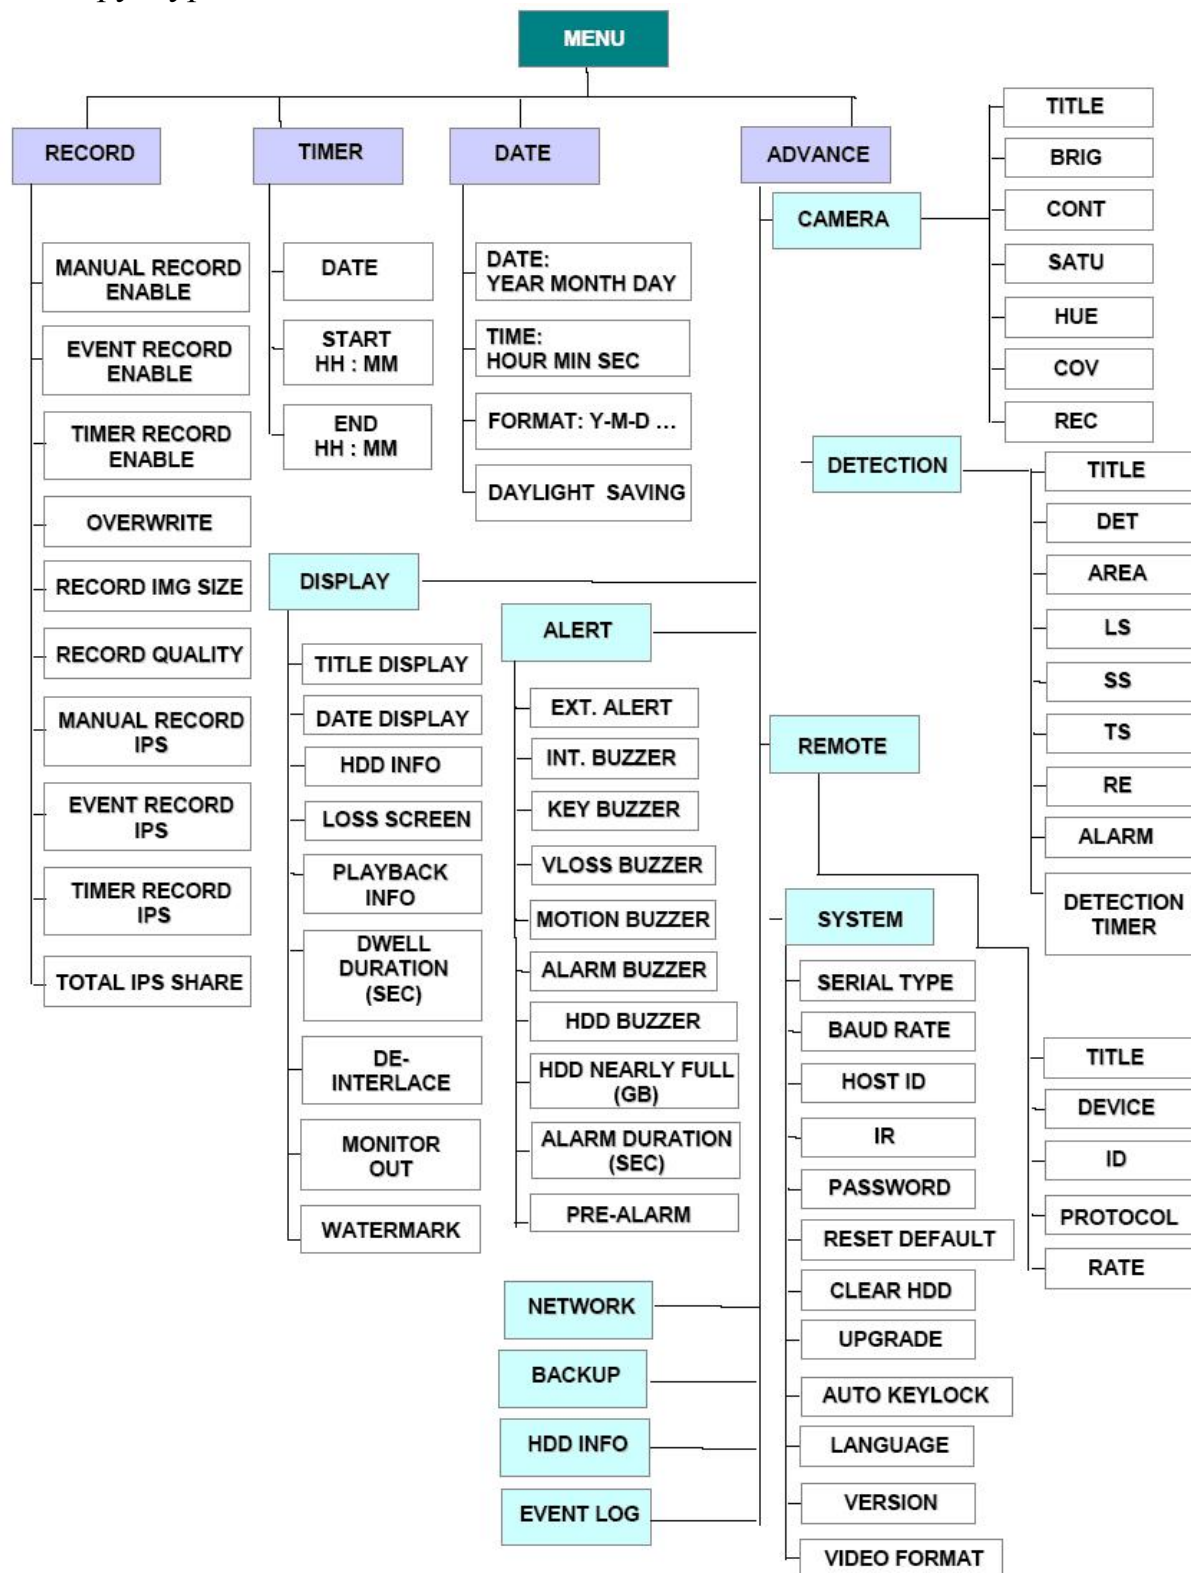 MENU
RECORD
TIMER
DATE
ADVANCE
MANUAL RECORD
ENABLE
EVENT RECORD
ENABLE
TIMER RECORD
ENABLE
OVERWRITE
RECORD IMG SIZE
RECORD QUALITY
MANUAL RECORD
IPS
EVENT RECORD
IPS
TIMER RECORD
IPS
TOTAL IPS SHARE
DATE
START
HH : MM
END
HH : MM
DATE:
YEAR MONTH DAY
TIME:
HOUR MIN SEC
FORMAT: Y-M-D ...
DAYLIGHT SAVING
CAMERA
TITLE
BRIG
CONT
SATU
HUE
COV
REC
DETECTION
TITLE
DET
AREA
LS
SS
TS
RE
ALARM
DETECTION
TIMER
DISPLAY
TITLE DISPLAY
DATE DISPLAY
HDD INFO
LOSS SCREEN
PLAYBACK
INFO
DWELL
DURATION
(SEC)
DE-
INTERLACE
MONITOR
OUT
WATERMARK
ALERT
EXT. ALERT
INT. BUZZER
KEY BUZZER
VLOSS BUZZER
MOTION BUZZER
ALARM BUZZER
HDD BUZZER
HDD NEARLY FULL
(GB)
ALARM DURATION
(SEC)
PRE-ALARM
REMOTE
TITLE
DEVICE
ID
PROTOCOL
RATE
SYSTEM
SERIAL TYPE
BAUD RATE
HOST ID
IR
PASSWORD
RESET DEFAULT
CLEAR HDD
UPGRADE
AUTO KEYLOCK
LANGUAGE
VERSION
VIDEO FORMAT
NETWORK
BACKUP
HDD INFO
EVENT LOG